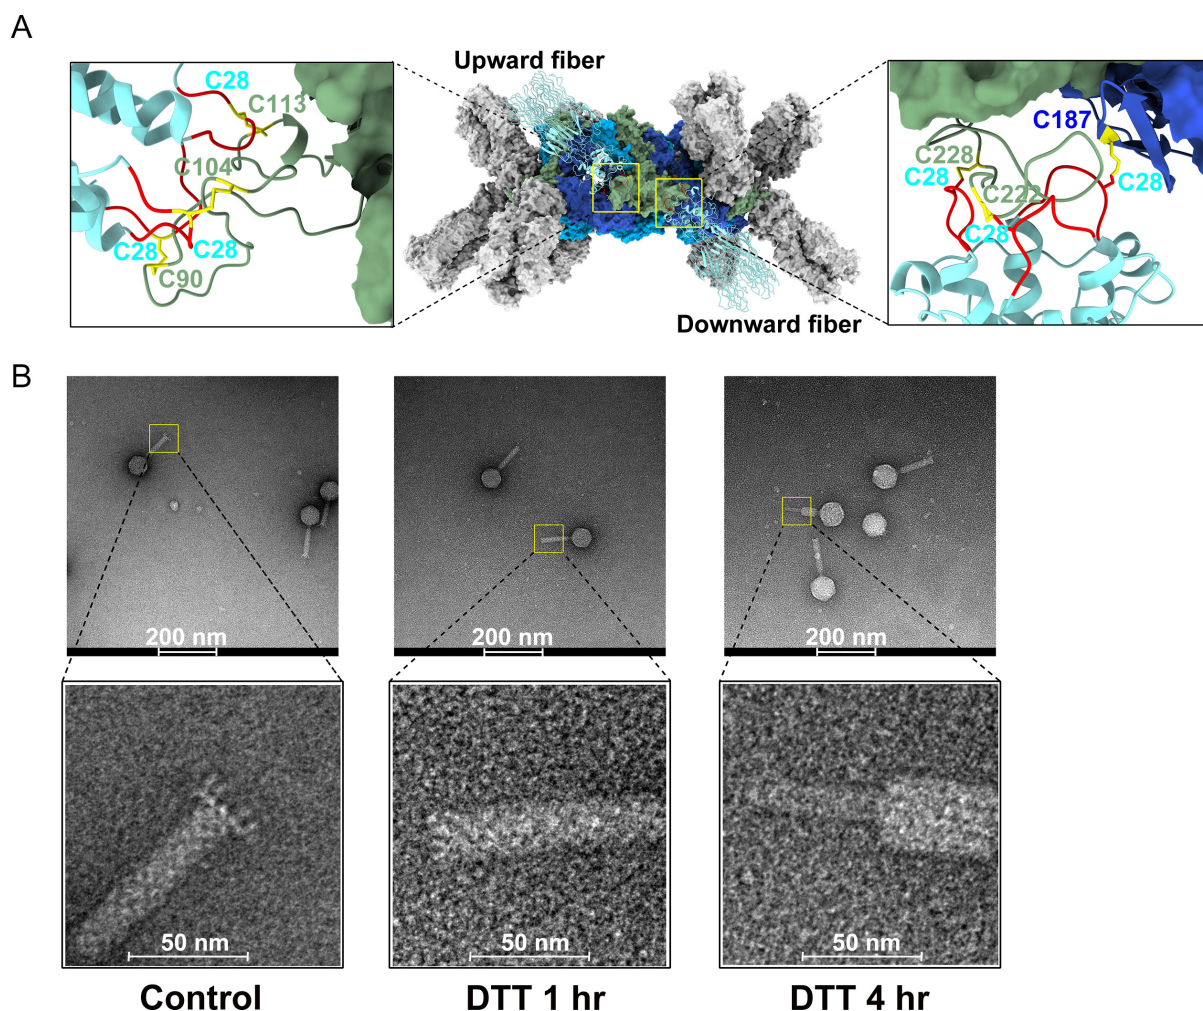 A
Upward fiber
C28
C113
C104
C28
C28
C90
C187
C228
C28
C222
C28
C28
Downward fiber
B
200 nm
200 nm
200 nm
50 nm
50 nm
50 nm
Control
DTT 1 hr
DTT 4 hr